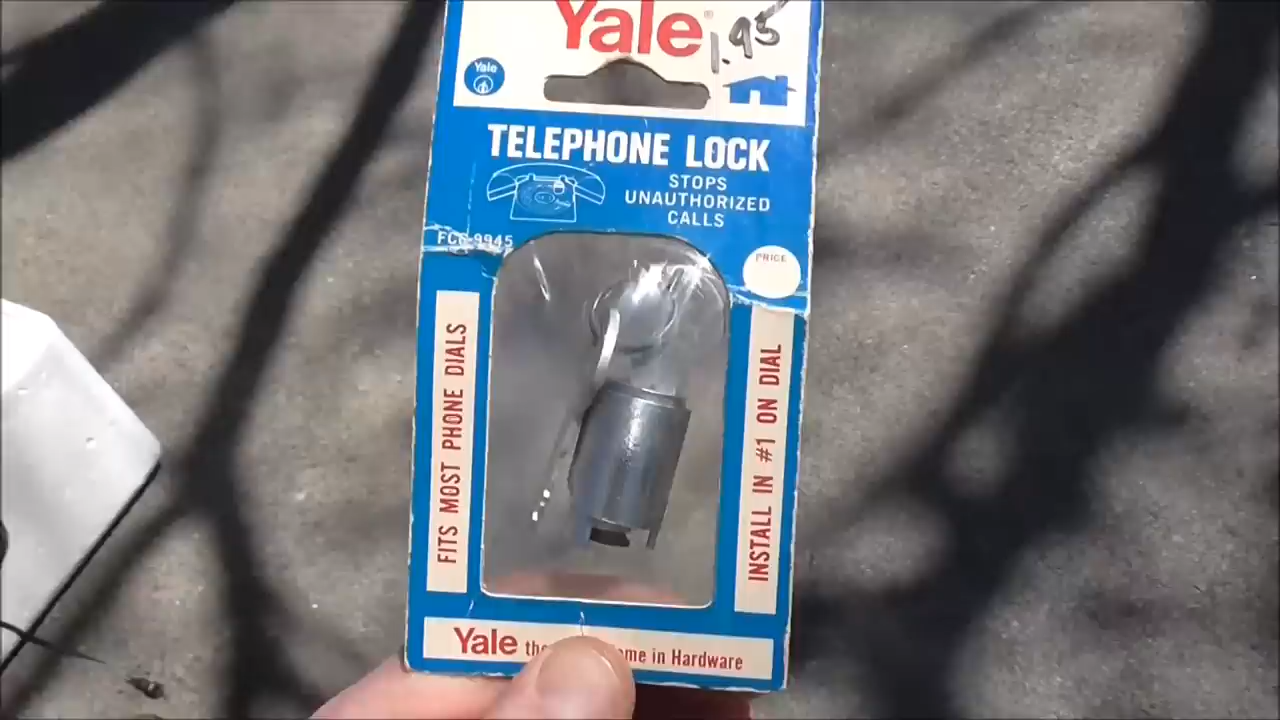 Yale® 1.95
Yale
TELEPHONE LOCK
STOPS
UNAUTHORIZED
CALLS
FCC-9945
PRICE
FITS MOST PHONE DIALS
INSTALL IN #1 ON DIAL
Yale in Hardware